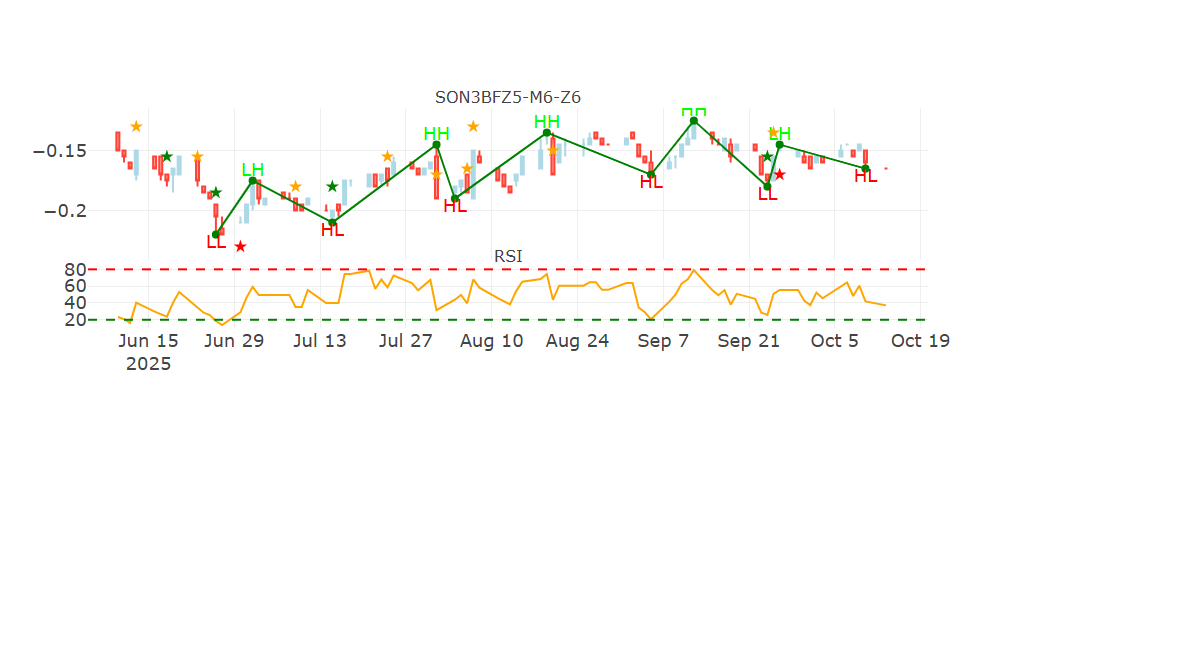 SON3BFZ5-M6-Z6
HH
HH
LH
HH
LH
−0.15
HL
HL
LL
HL
−0.2
HL
LL
RSI
80
60
40
20
Jun 15 Jun 29 Jul 13 Jul 27 Aug 10 Aug 24 Sep 7 Sep 21 Oct 5 Oct 19
2025